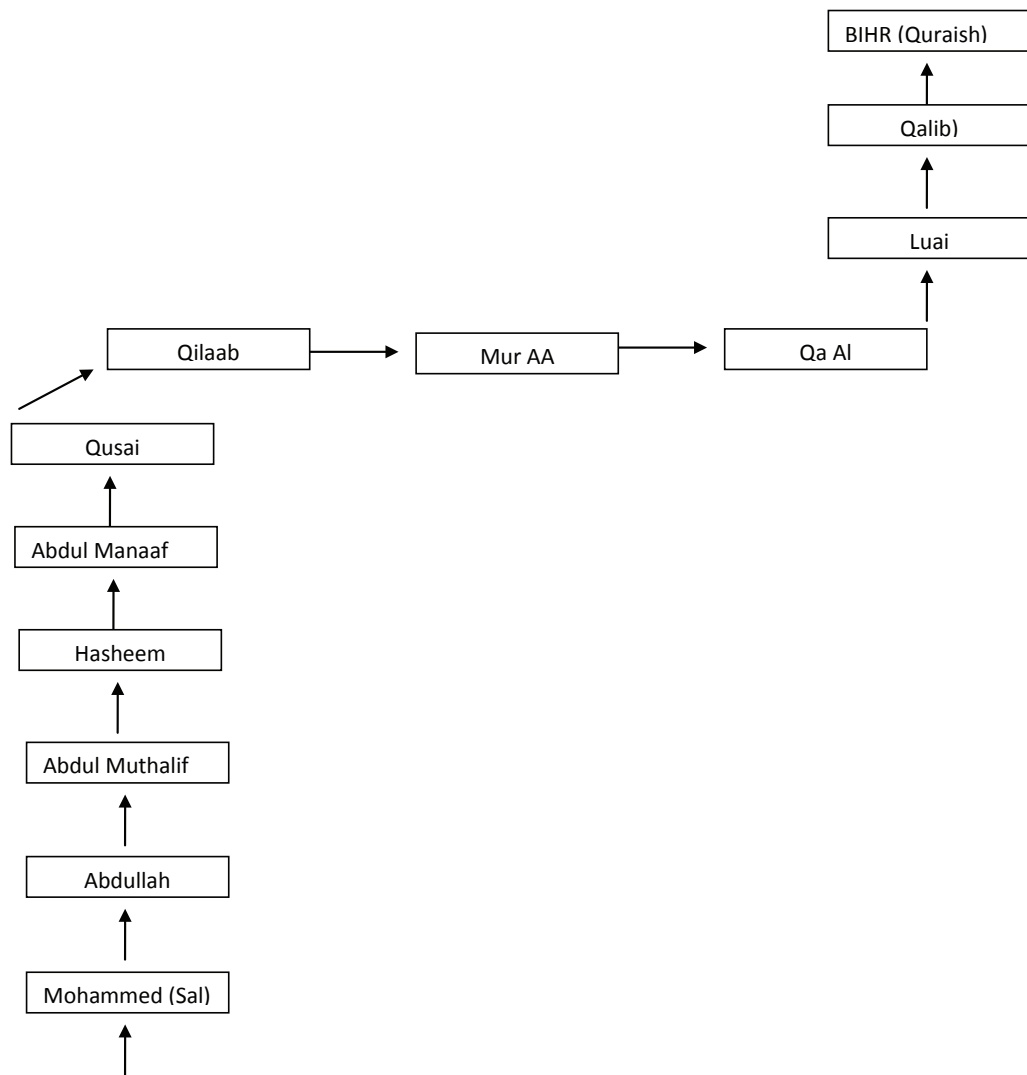 BIHR (Quraish)
Qalib)
Luai
Qilaab
Mur AA
Qa Al
Qusai
Abdul Manaaf
Hasheem
Abdul Muthalif
Abdullah
Mohammed (Sal)